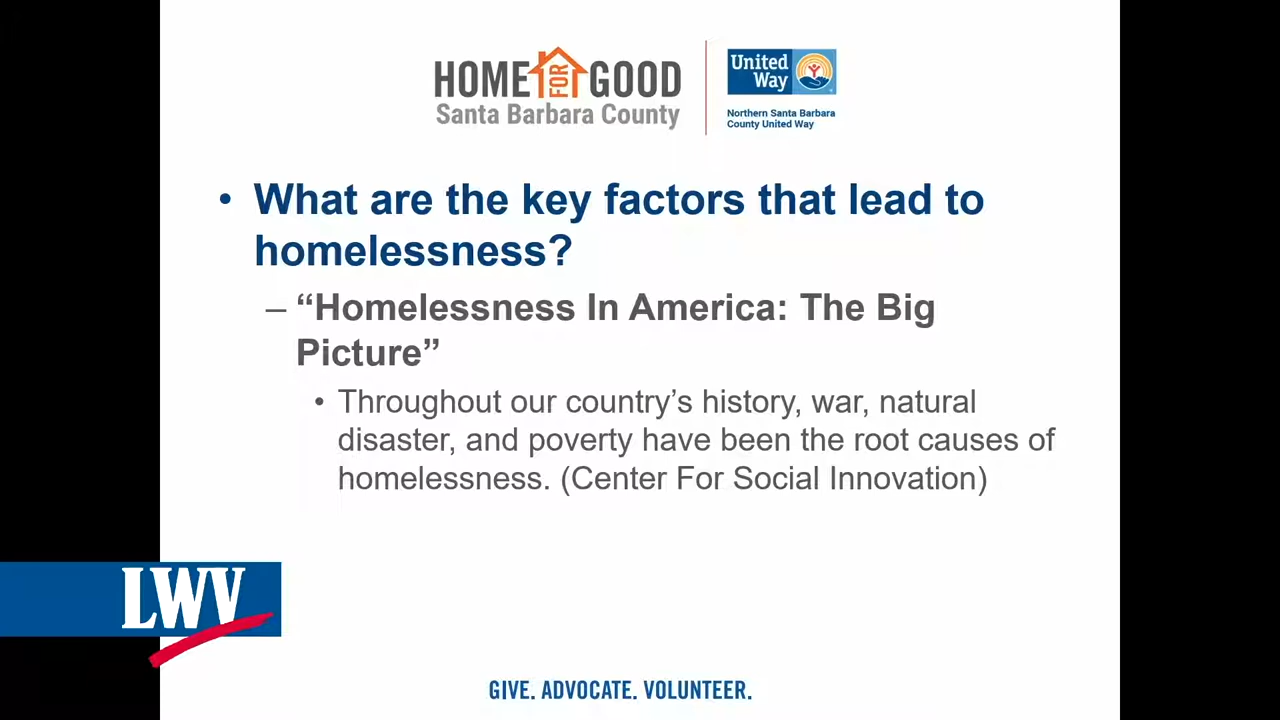 HOME FOR GOOD
Santa Barbara County
United
Way
Northern Santa Barbara
County United Way
• What are the key factors that lead to
homelessness?
– “Homelessness In America: The Big
Picture”
• Throughout our country’s history, war, natural
disaster, and poverty have been the root causes of
homelessness. (Center For Social Innovation)
LWV
GIVE. ADVOCATE. VOLUNTEER.